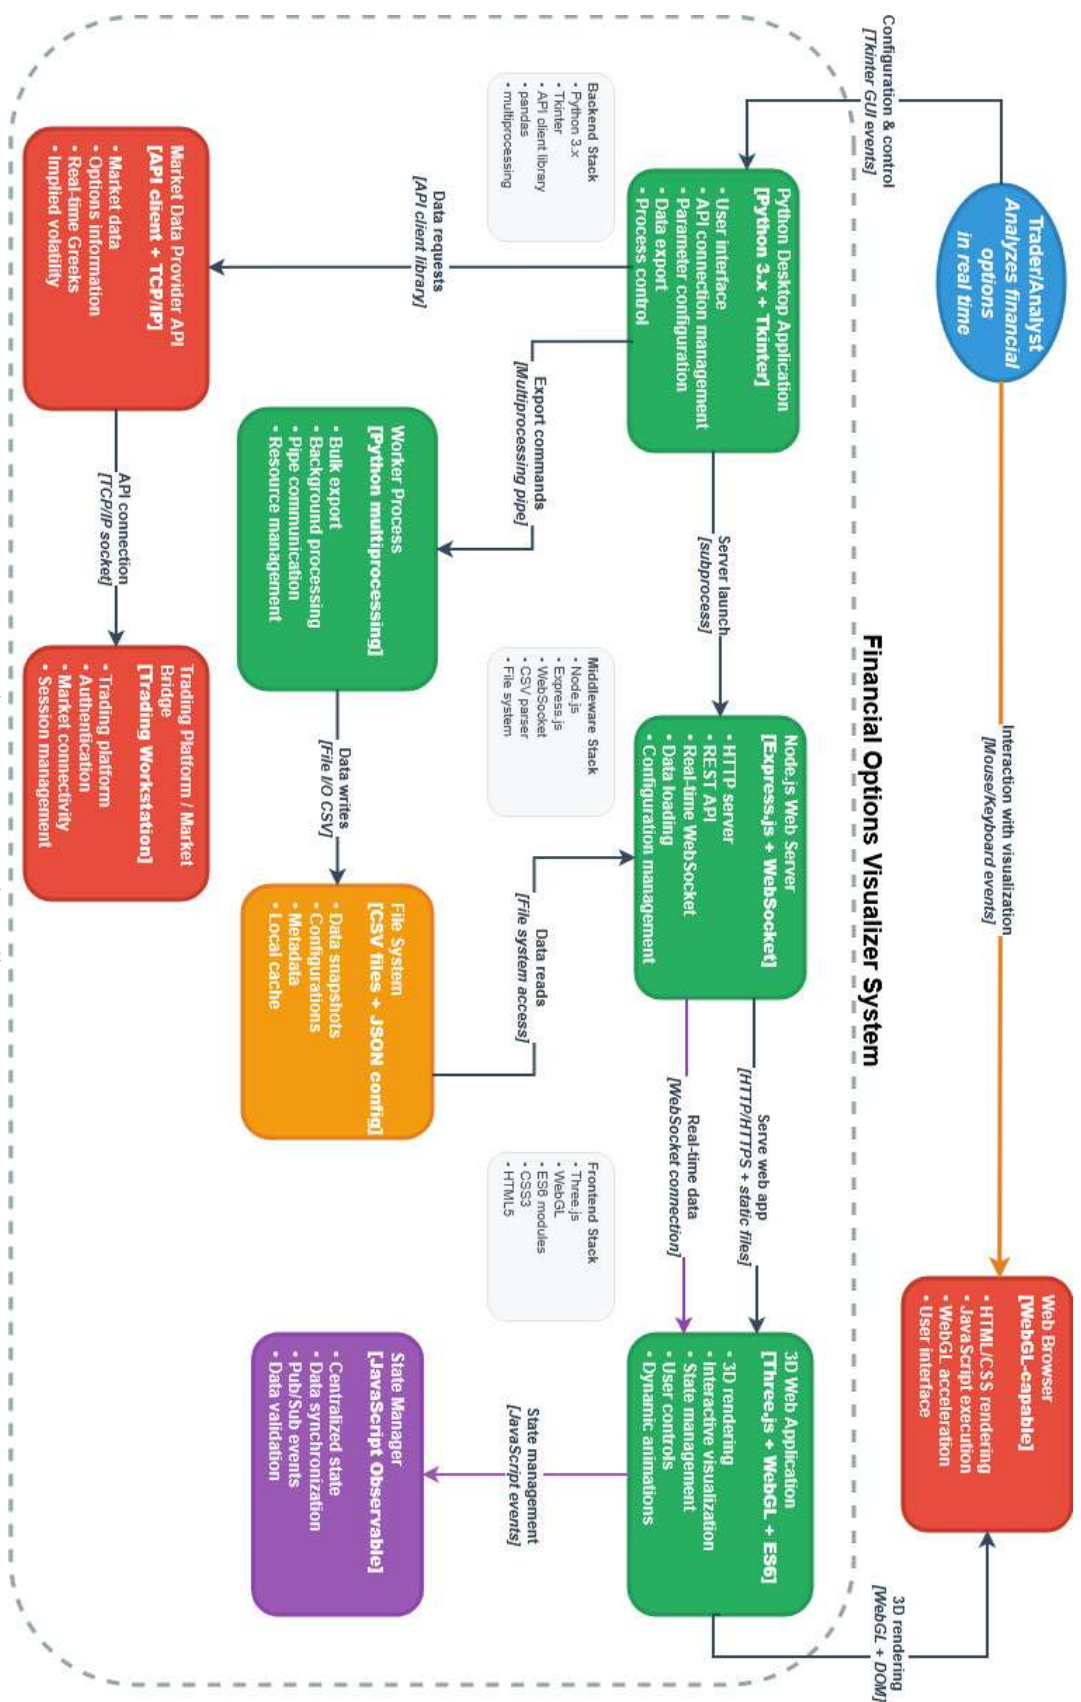 Trader/Analyst
Analyzes financial
options
in real time
Configuration & control
[Tkinter GUI events]
Interaction with visualization
[Mouse/Keyboard events]
Web Browser
[WebGL-capable]
• HTML/CSS rendering
• JavaScript execution
• WebGL acceleration
• User interface
3D rendering
[WebGL + DOM]
Financial Options Visualizer System
Python Desktop Application
[Python 3.x + Tkinter]
• User interface
• API connection management
• Parameter configuration
• Data export
• Process control
Server launch
[subprocess]
Node.js Web Server
[Express.js + WebSocket]
• HTTP server
• REST API
• Real-time WebSocket
• Data loading
• Configuration management
Serve web app
[HTTP/HTTPS + static files]
Real-time data
[WebSocket connection]
3D Web Application
[Three.js + WebGL + ES6]
• 3D rendering
• Interactive visualization
• State management
• User controls
• Dynamic animations
Backend Stack
• Python 3.x
• Tkinter
• API client library
• pandas
• multiprocessing
Middleware Stack
• Node.js
• Express.js
• WebSocket
• CSV parser
• File system
Frontend Stack
• Three.js
• WebGL
• ES6 modules
• CSS3
• HTML5
Data requests
[API client library]
Export commands
[Multiprocessing pipe]
Data reads
[File system access]
State management
[JavaScript events]
Worker Process
[Python multiprocessing]
• Bulk export
• Background processing
• Pipe communication
• Resource management
Data writes
[File I/O CSV]
File System
[CSV files + JSON config]
• Data snapshots
• Configurations
• Metadata
• Local cache
State Manager
[JavaScript Observable]
• Centralized state
• Data synchronization
• Pub/Sub events
• Data validation
Market Data Provider API
[API client + TCP/IP]
• Market data
• Options information
• Real-time Greeks
• Implied volatility
API connection
[TCP/IP socket]
Trading Platform / Market
Bridge
[Trading Workstation]
• Trading platform
• Authentication
• Market connectivity
• Session management